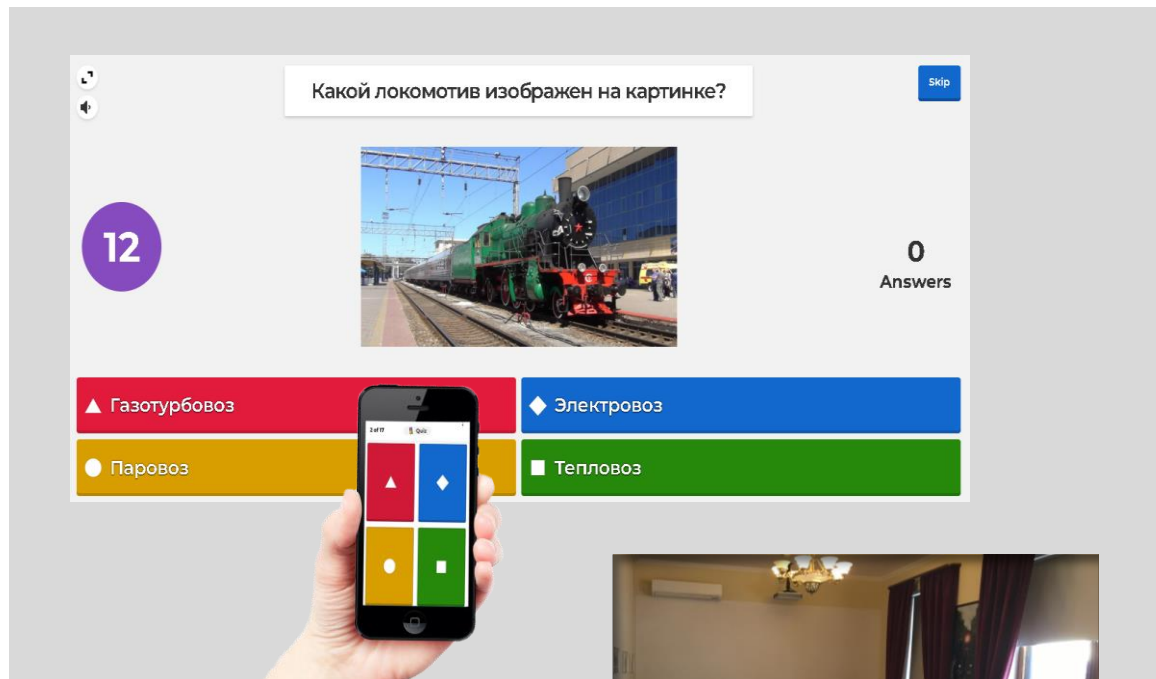 Какой локомотив изображен на картинке?
Skip
12
0
Answers
Газотурбовоз
Электровоз
Паровоз
Тепловоз
2 of 17
Quiz